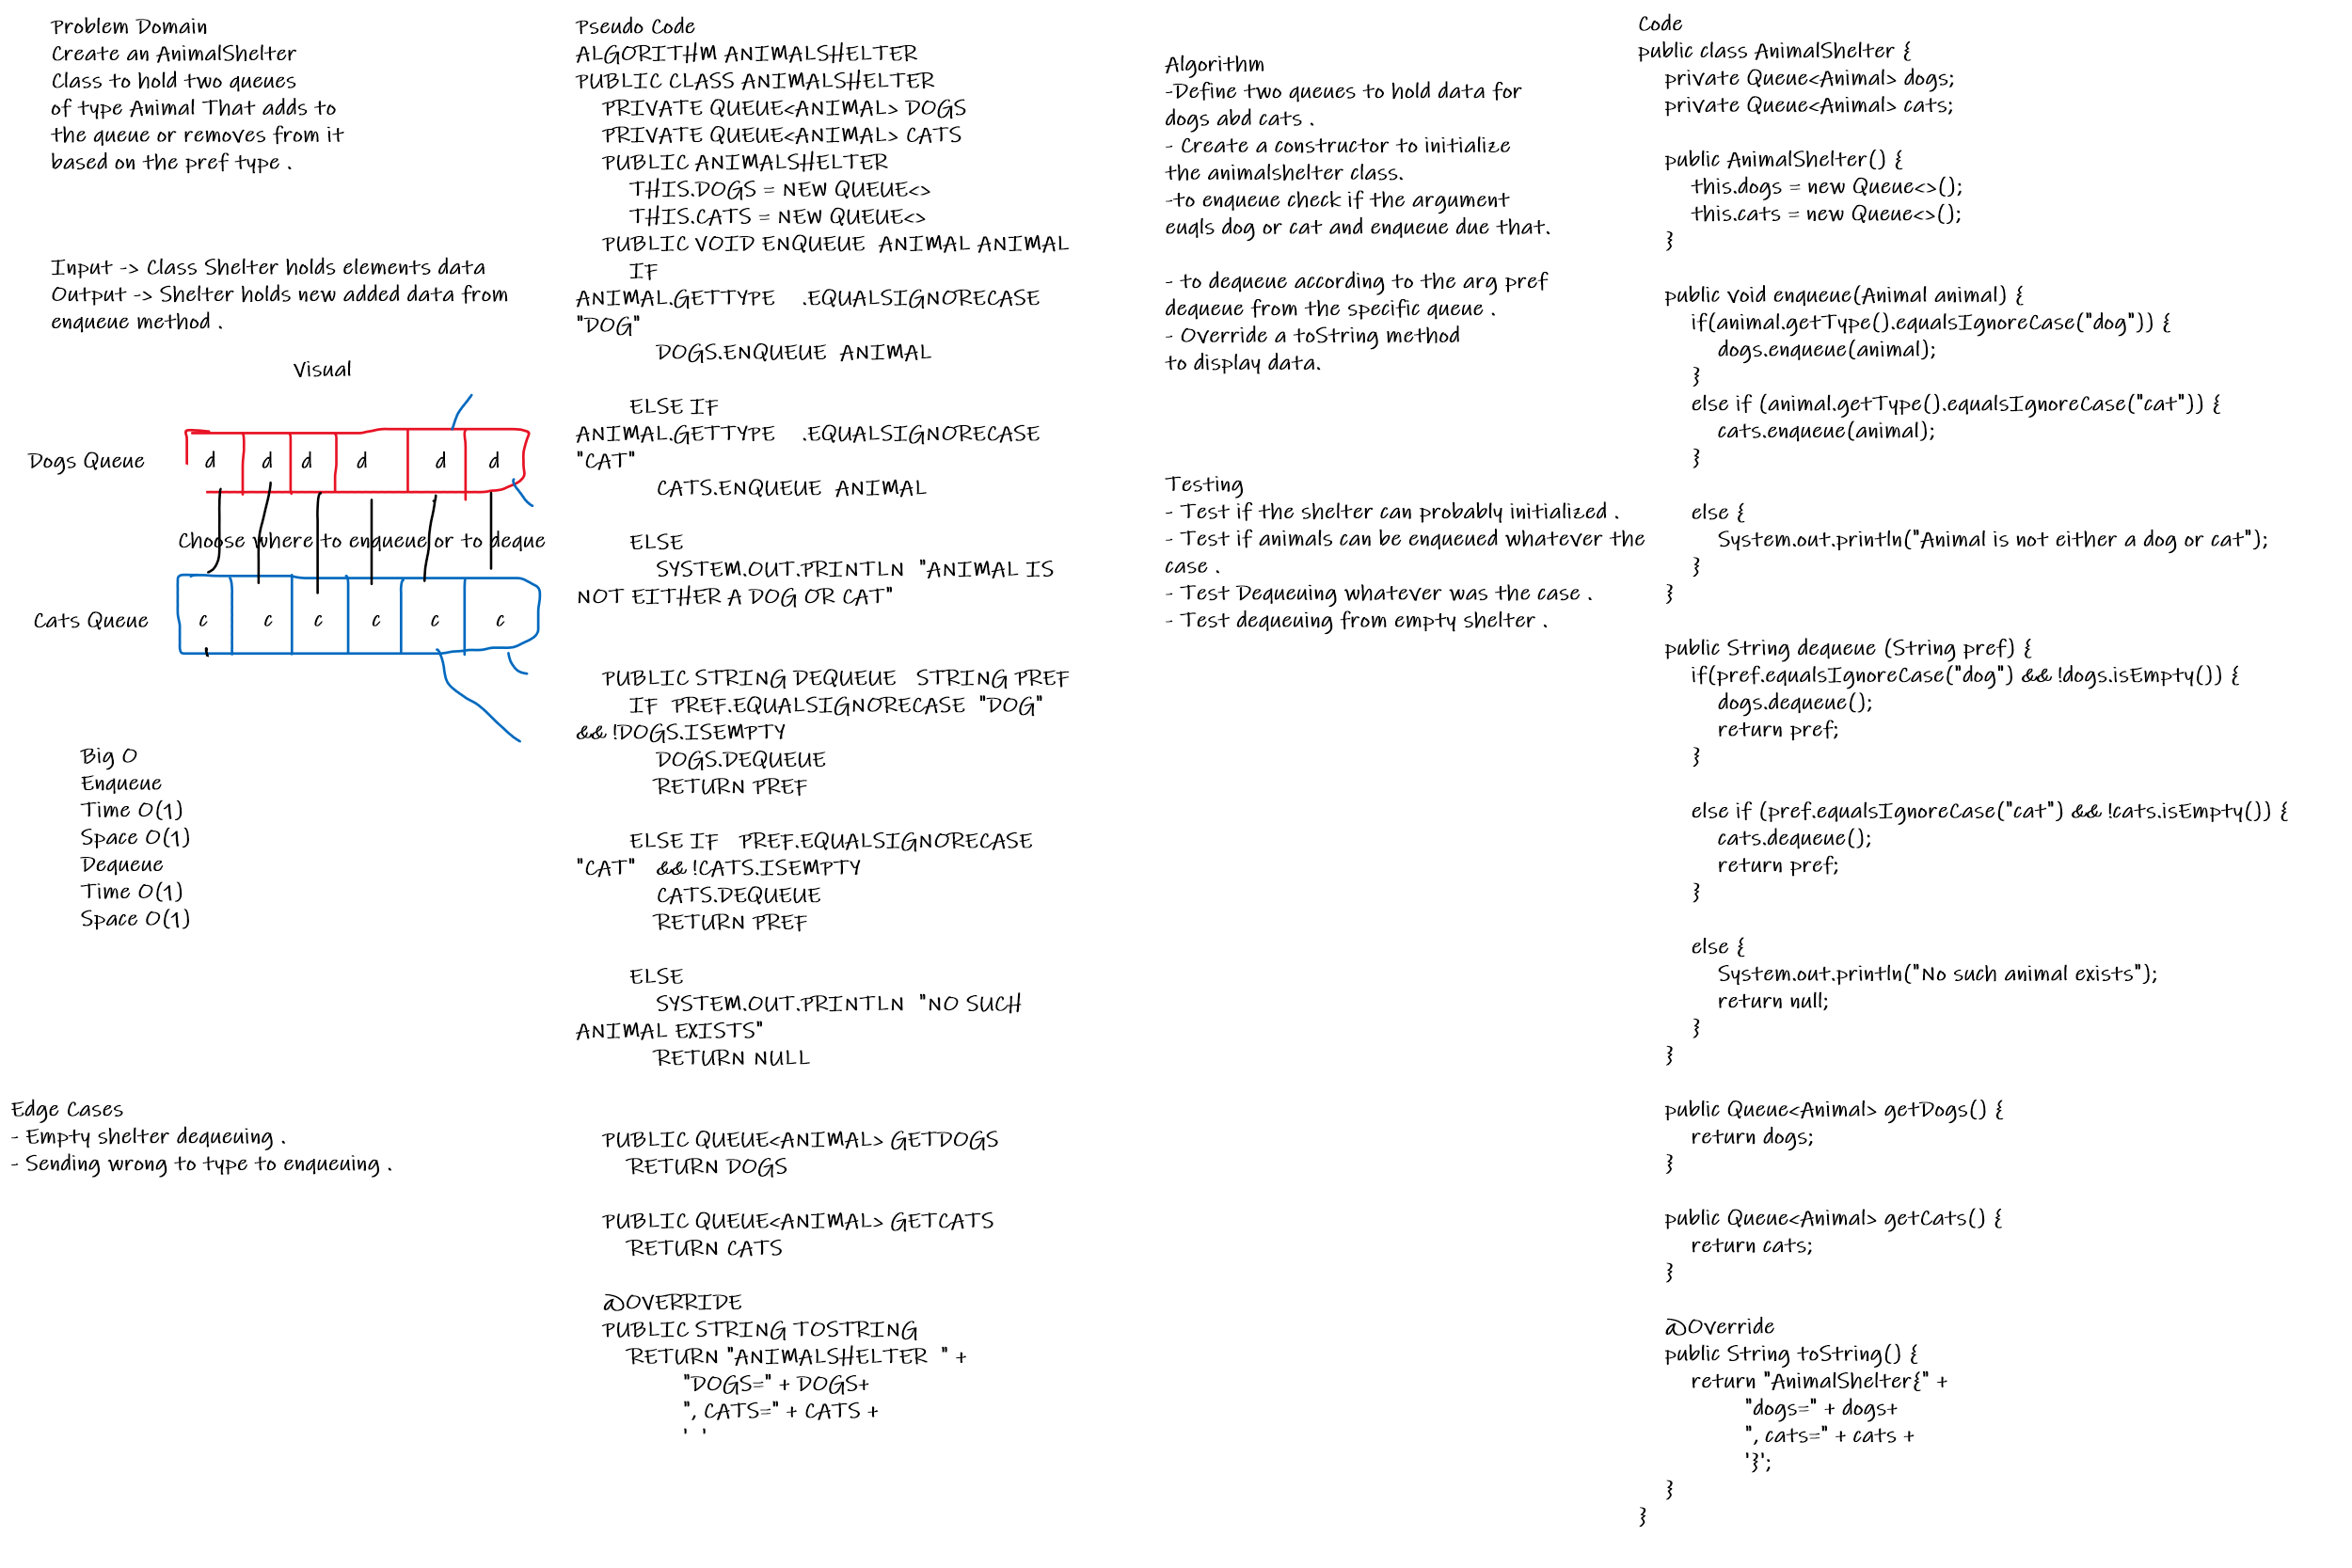 Problem Domain
Create an AnimalShelter
Class to hold two queues
of type Animal That adds to
the queue or removes from it
based on the pref type .
Input -> Class Shelter holds elements data
Output -> Shelter holds new added data from
enqueue method .
Visual
Dogs Queue
d d d d d d
Choose where to enqueue or to deque
Cats Queue
c c c c c c
Big O
Enqueue
Time O(1)
Space O(1)
Dequeue
Time O(1)
Space O(1)
Edge Cases
- Empty shelter dequeuing .
- Sending wrong to type to enqueuing .
Pseudo Code
ALGORITHM ANIMALSHELTER
PUBLIC CLASS ANIMALSHELTER
PRIVATE QUEUE<ANIMAL> DOGS
PRIVATE QUEUE<ANIMAL> CATS
PUBLIC ANIMALSHELTER
THIS.DOGS = NEW QUEUE<>
THIS.CATS = NEW QUEUE<>
PUBLIC VOID ENQUEUE ANIMAL ANIMAL
IF
ANIMAL.GETTYPE .EQUALSIGNORECASE
"DOG"
DOGS.ENQUEUE ANIMAL
ELSE IF
ANIMAL.GETTYPE .EQUALSIGNORECASE
"CAT"
CATS.ENQUEUE ANIMAL
ELSE
SYSTEM.OUT.PRINTLN "ANIMAL IS
NOT EITHER A DOG OR CAT"
PUBLIC STRING DEQUEUE STRING PREF
IF PREF.EQUALSIGNORECASE "DOG"
&& !DOGS.ISEMPTY
DOGS.DEQUEUE
RETURN PREF
ELSE IF PREF.EQUALSIGNORECASE
"CAT" && !CATS.ISEMPTY
CATS.DEQUEUE
RETURN PREF
ELSE
SYSTEM.OUT.PRINTLN "NO SUCH
ANIMAL EXISTS"
RETURN NULL
PUBLIC QUEUE<ANIMAL> GETDOGS
RETURN DOGS
PUBLIC QUEUE<ANIMAL> GETCATS
RETURN CATS
@OVERRIDE
PUBLIC STRING TOSTRING
RETURN "ANIMALSHELTER " +
"DOGS=" + DOGS+
", CATS=" + CATS +
' '
Algorithm
-Define two queues to hold data for
dogs abd cats .
- Create a constructor to initialize
the animalshelter class.
-to enqueue check if the argument
euqls dog or cat and enqueue due that.
- to dequeue according to the arg pref
dequeue from the specific queue .
- Override a toString method
to display data.
Testing
- Test if the shelter can probably initialized .
- Test if animals can be enqueued whatever the
case .
- Test Dequeuing whatever was the case .
- Test dequeuing from empty shelter .
Code
public class AnimalShelter {
private Queue<Animal> dogs;
private Queue<Animal> cats;
public AnimalShelter() {
this.dogs = new Queue<>();
this.cats = new Queue<>();
}
public void enqueue(Animal animal) {
if(animal.getType().equalsIgnoreCase("dog")) {
dogs.enqueue(animal);
}
else if (animal.getType().equalsIgnoreCase("cat")) {
cats.enqueue(animal);
}
else {
System.out.println("Animal is not either a dog or cat");
}
}
public String dequeue (String pref) {
if(pref.equalsIgnoreCase("dog") && !dogs.isEmpty()) {
dogs.dequeue();
return pref;
}
else if (pref.equalsIgnoreCase("cat") && !cats.isEmpty()) {
cats.dequeue();
return pref;
}
else {
System.out.println("No such animal exists");
return null;
}
}
public Queue<Animal> getDogs() {
return dogs;
}
public Queue<Animal> getCats() {
return cats;
}
@Override
public String toString() {
return "AnimalShelter{" +
"dogs=" + dogs+
", cats=" + cats +
'}';
}
}